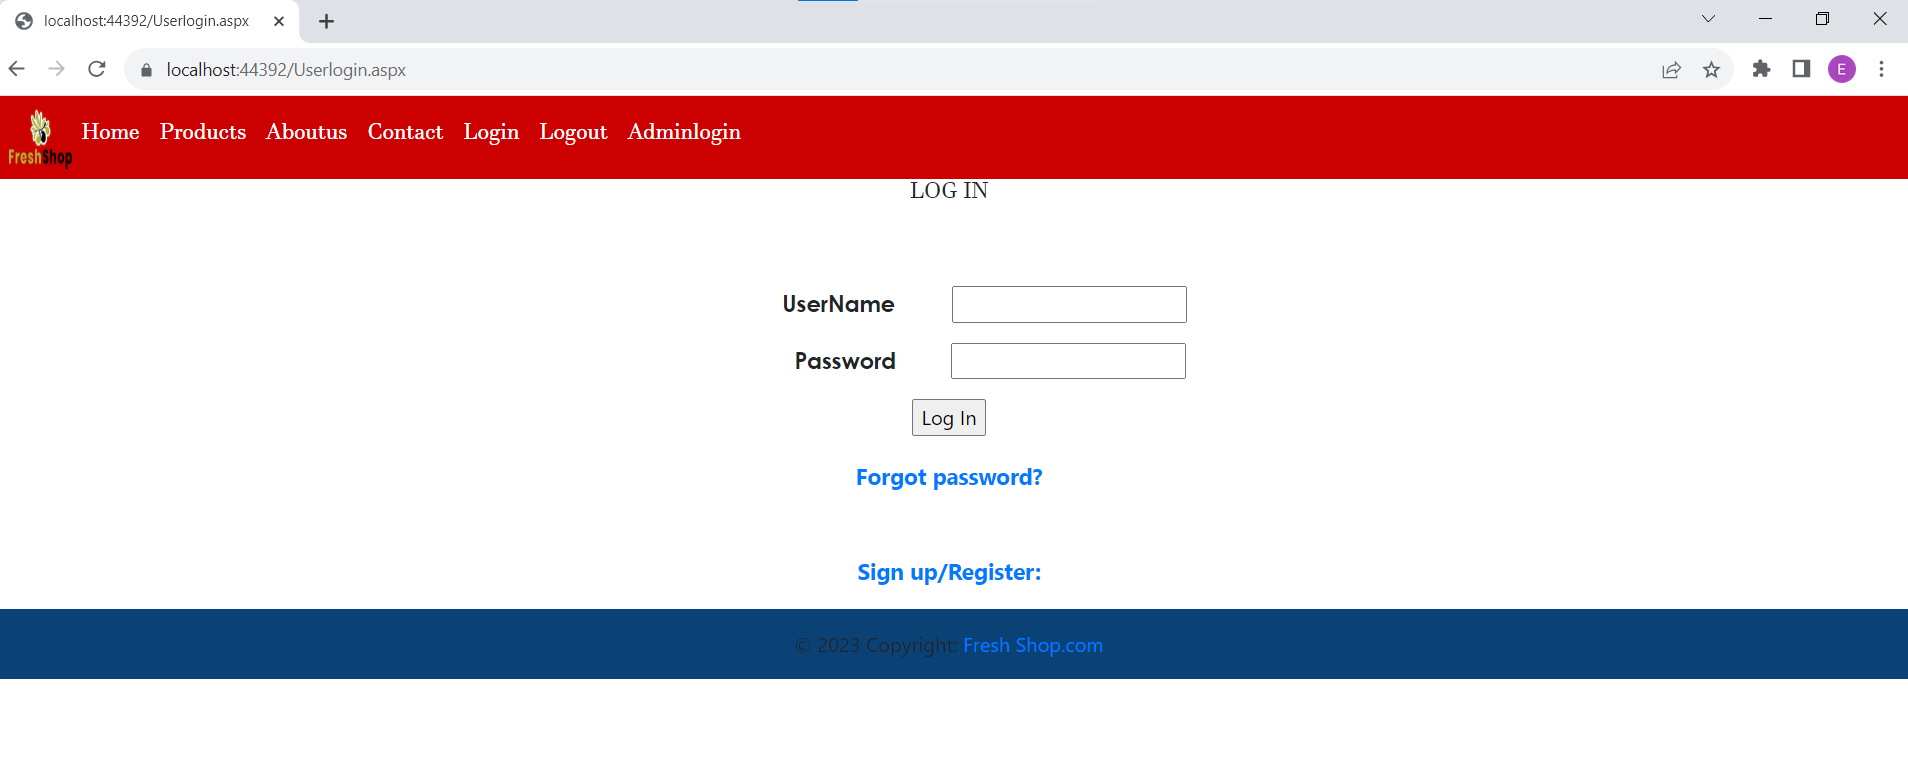 localhost:44392/Userlogin.aspx
localhost:44392/Userlogin.aspx
E
FreshShop
Home Products Aboutus Contact Login Logout Adminlogin
LOG IN
UserName
Password
Log In
Forgot password?
Sign up/Register:
© 2023 Copyright: Fresh Shop.com